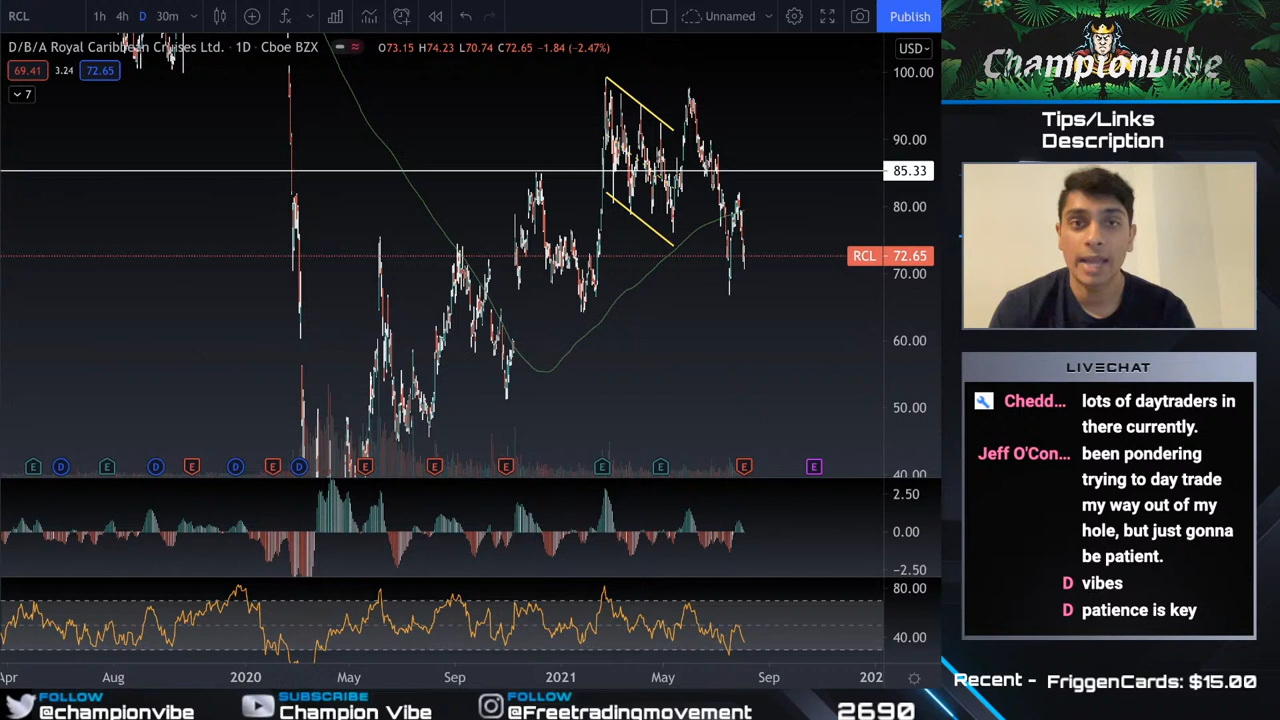 RCL 1h 4h D 30m Unnamed Publish
D/B/A Royal Caribbean Cruises Ltd. · 1D · Cboe BZX O73.15 H74.23 L70.74 C72.65 −1.84 (−2.47%) USD
69.41 3.24 72.65
7
100.00
90.00
85.33
80.00
RCL 72.65
70.00
60.00
50.00
40.00
E D E D E D E D E E E E E E E
2.50
0.00
−2.50
80.00
40.00
Apr Aug 2020 May Sep 2021 May Sep 202
ChampionVibe
Tips/Links
Description
LIVECHAT
Chedd... lots of daytraders in
there currently.
Jeff O'Con... been pondering
trying to day trade
my way out of my
hole, but just gonna
be patient.
D vibes
D patience is key
Recent - FriggenCards: $15.00
FOLLOW
@championvibe
SUBSCRIBE
Champion Vibe
FOLLOW
@Freetradingmovement
2690